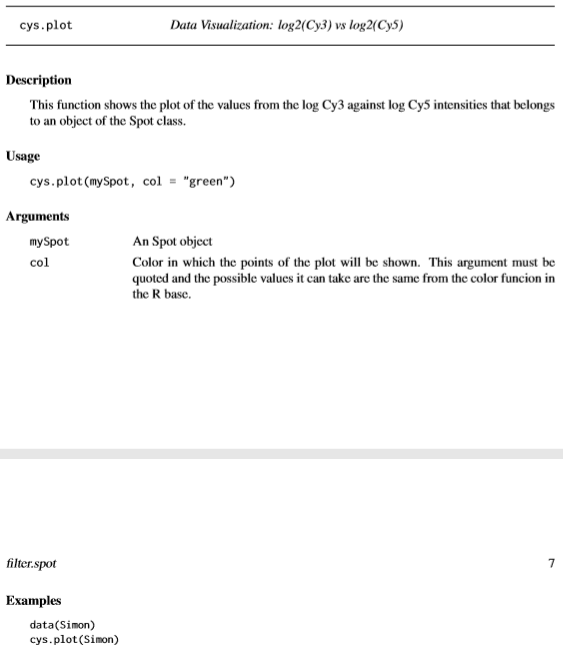 cys.plot Data Visualization: log2(Cy3) vs log2(Cy5)
Description
This function shows the plot of the values from the log Cy3 against log Cy5 intensities that belongs
to an object of the Spot class.
Usage
cys.plot(mySpot, col = "green")
Arguments
mySpot An Spot object
col Color in which the points of the plot will be shown. This argument must be
quoted and the possible values it can take are the same from the color funcion in
the R base.
filter.spot 7
Examples
data(Simon)
cys.plot(Simon)